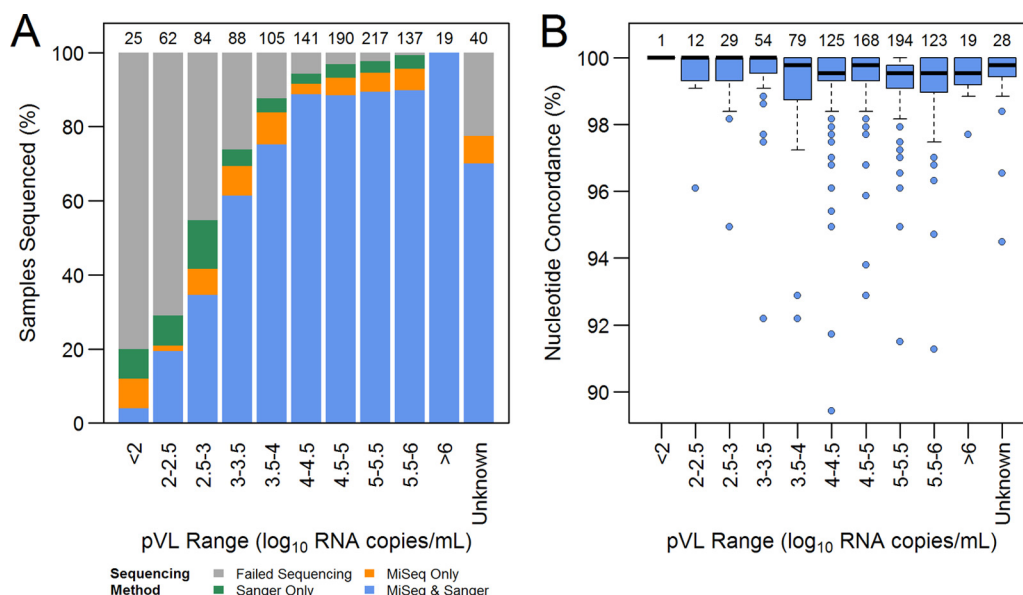 A
25 62 84 88 105 141 190 217 137 19 40
100
80
60
40
20
0
Samples Sequenced (%)
<2 2-2.5 2.5-3 3-3.5 3.5-4 4-4.5 4.5-5 5-5.5 5.5-6 >6 Unknown
pVL Range (log10 RNA copies/mL)
Sequencing Method
Failed Sequencing
MiSeq Only
Sanger Only
MiSeq & Sanger
B
1 12 29 54 79 125 168 194 123 19 28
100
98
96
94
92
90
Nucleotide Concordance (%)
<2 2-2.5 2.5-3 3-3.5 3.5-4 4-4.5 4.5-5 5-5.5 5.5-6 >6 Unknown
pVL Range (log10 RNA copies/mL)